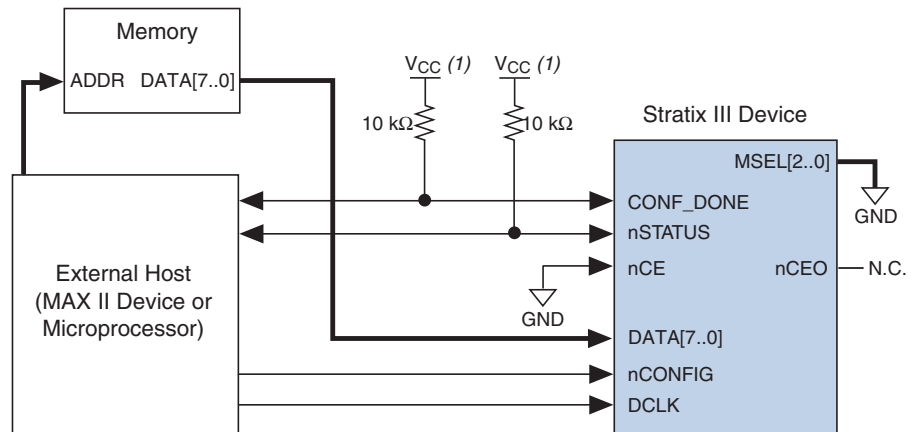 Memory
ADDR DATA[7..0]
VCC (1) VCC (1)
10 kΩ 10 kΩ
Stratix III Device
MSEL[2..0]
GND
CONF_DONE
nSTATUS
nCE
nCEO N.C.
GND
External Host
(MAX II Device or
Microprocessor)
DATA[7..0]
nCONFIG
DCLK